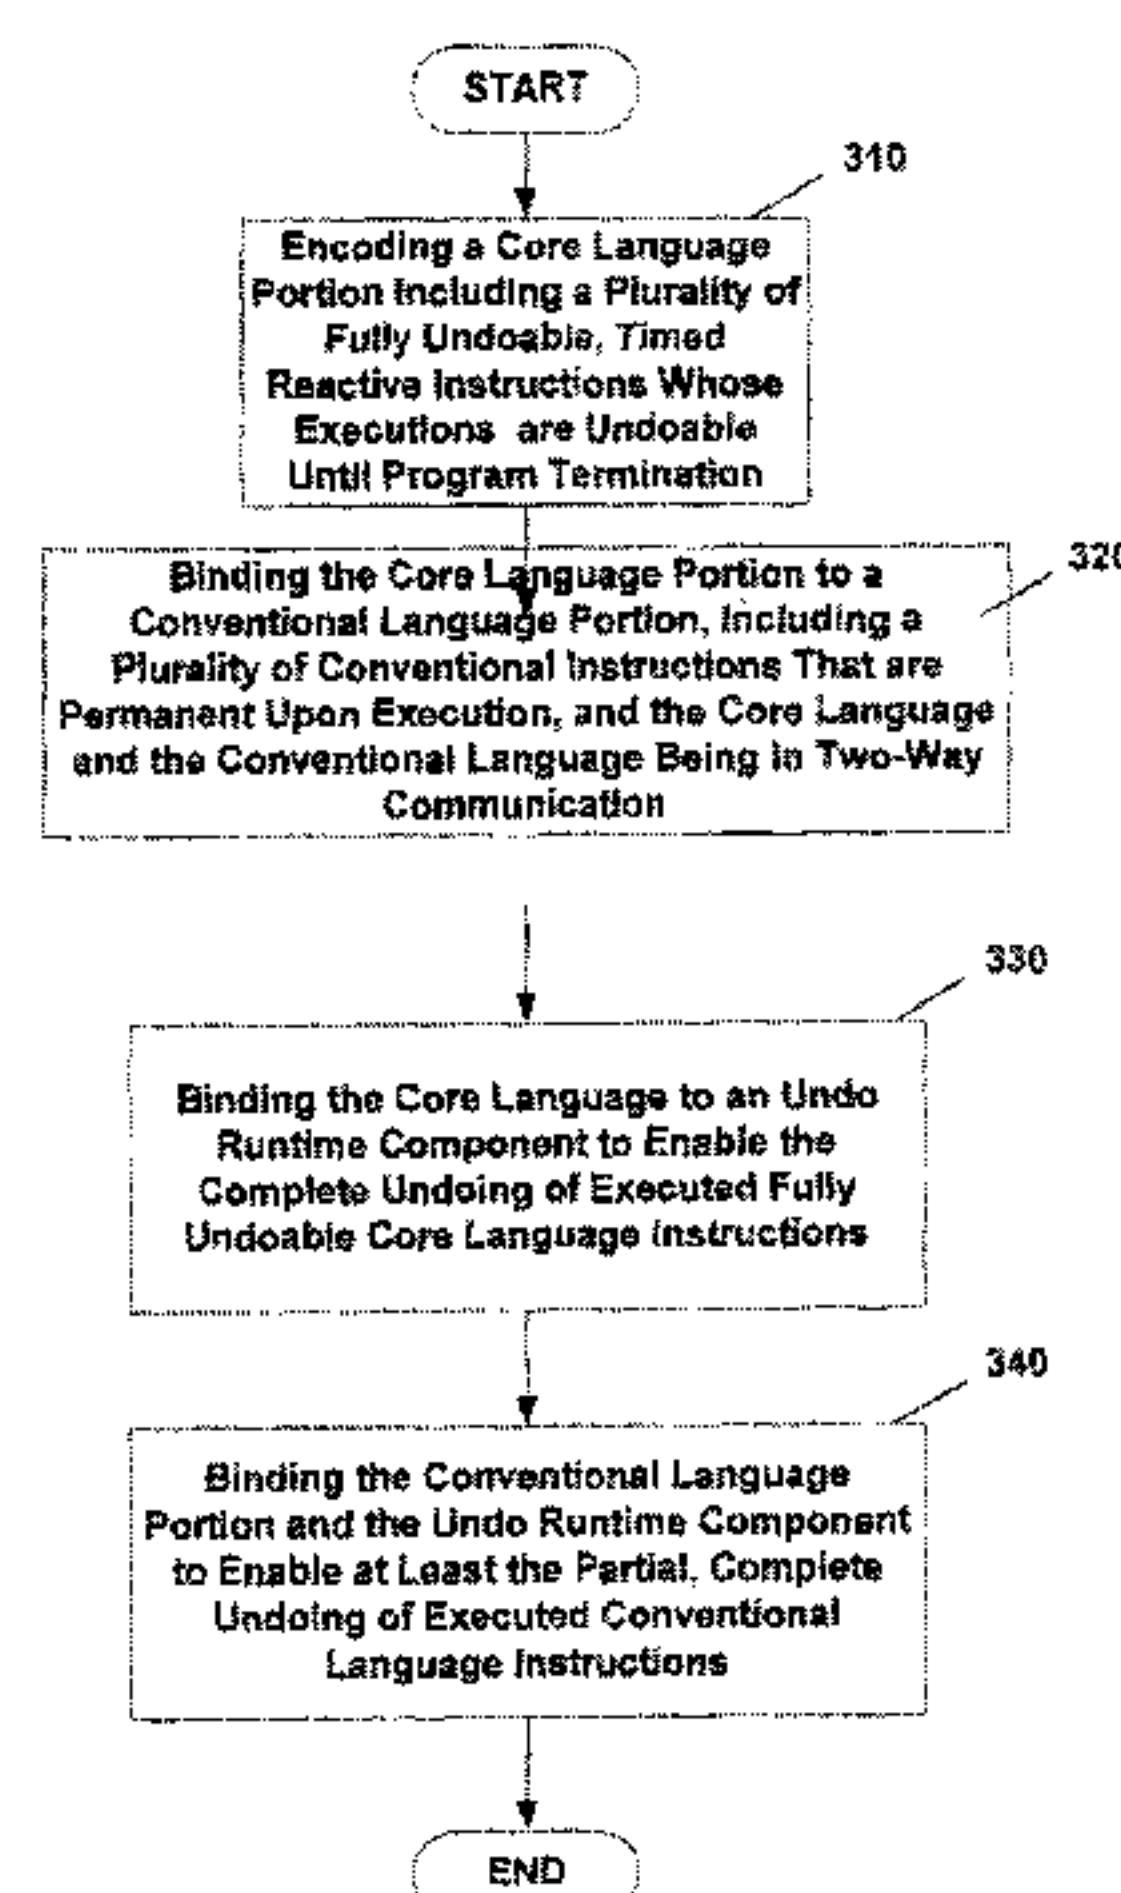 START
310
Encoding a Core Language
Portion Including a Plurality of
Fully Undoable, Timed
Reactive Instructions Whose
Executions are Undoable
Until Program Termination
320
Binding the Core Language Portion to a
Conventional Language Portion, Including a
Plurality of Conventional Instructions That are
Permanent Upon Execution, and the Core Language
and the Conventional Language Being in Two-Way
Communication
330
Binding the Core Language to an Undo
Runtime Component to Enable the
Complete Undoing of Executed Fully
Undoable Core Language Instructions
340
Binding the Conventional Language
Portion and the Undo Runtime Component
to Enable at Least the Partial, Complete
Undoing of Executed Conventional
Language Instructions
END